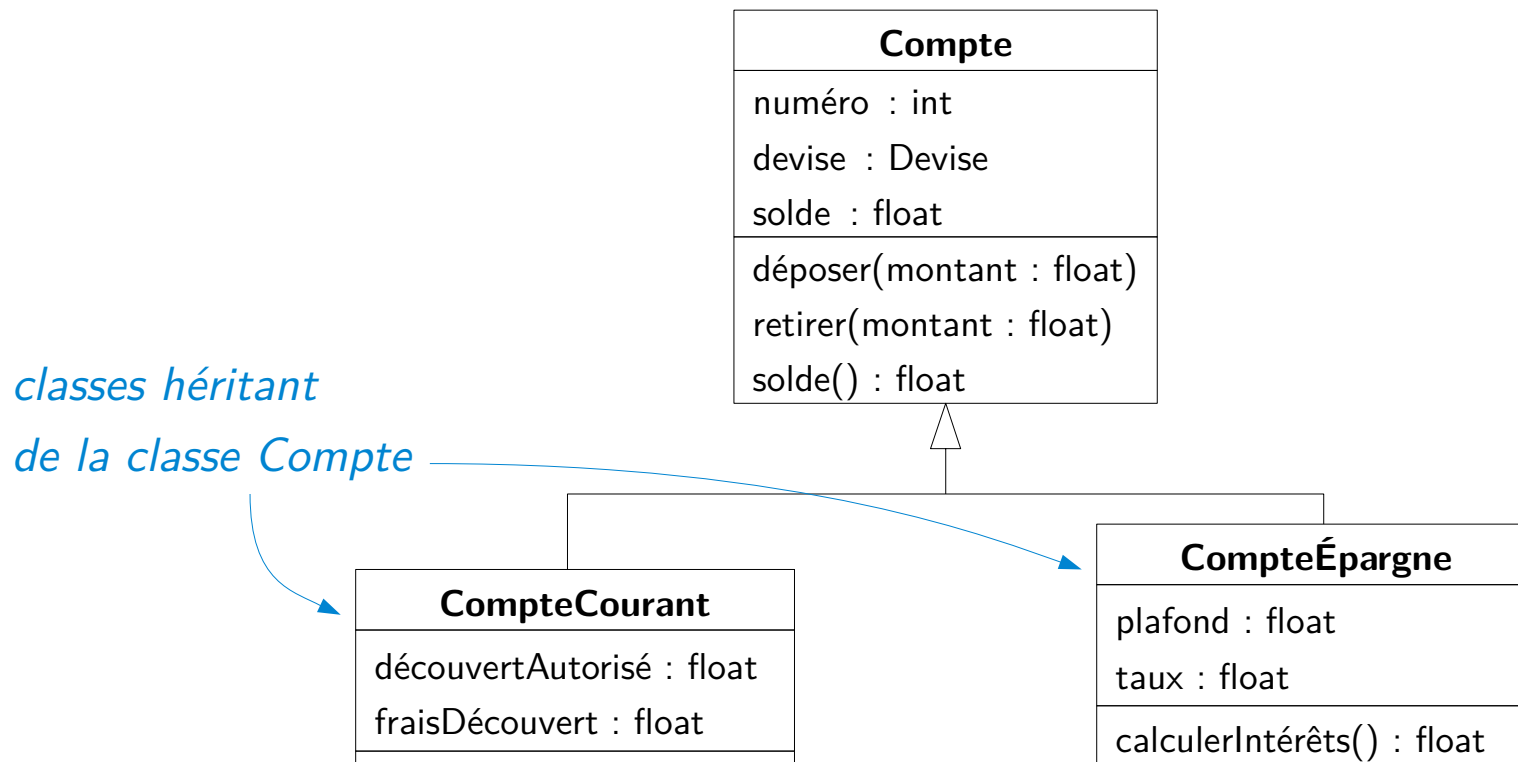 Compte
numéro : int
devise : Devise
solde : float
déposer(montant : float)
retirer(montant : float)
solde() : float
classes héritant
de la classe Compte
CompteCourant
découvertAutorisé : float
fraisDécouvert : float
CompteÉpargne
plafond : float
taux : float
calculerIntérêts() : float